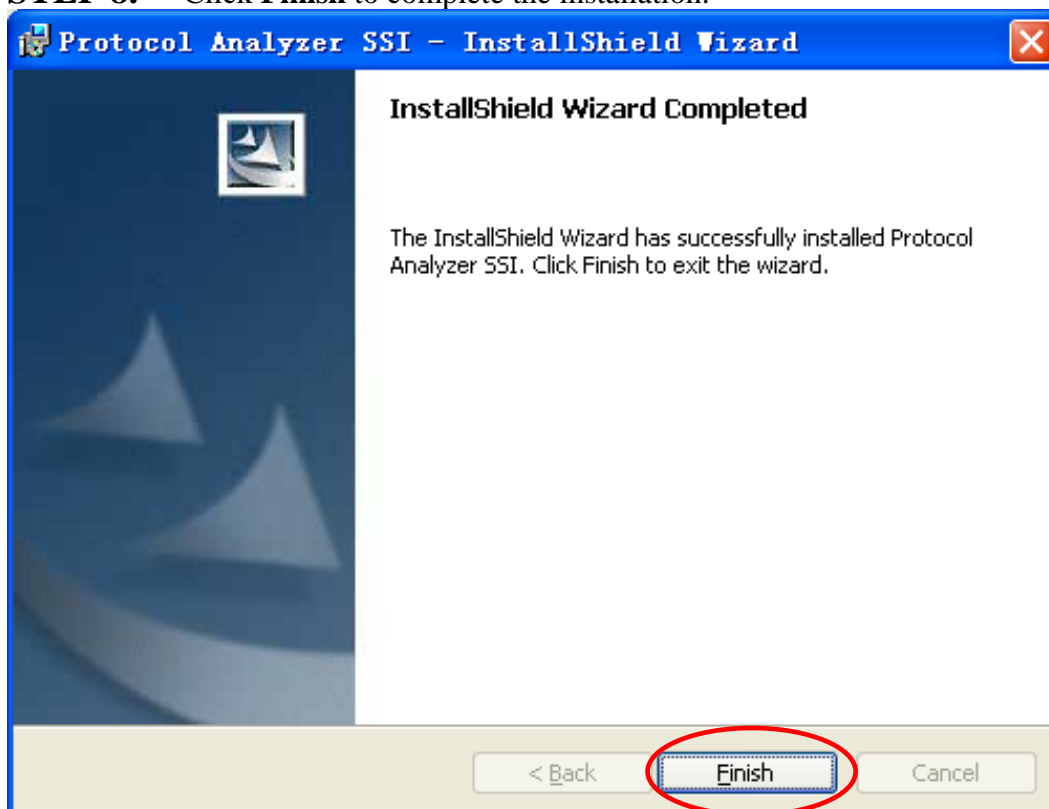 STEP Click Finish to complete the installation.
Protocol Analyzer SSI - InstallShield Wizard
InstallShield Wizard Completed
The InstallShield Wizard has successfully installed Protocol
Analyzer SSI. Click Finish to exit the wizard.
< Back Finish Cancel